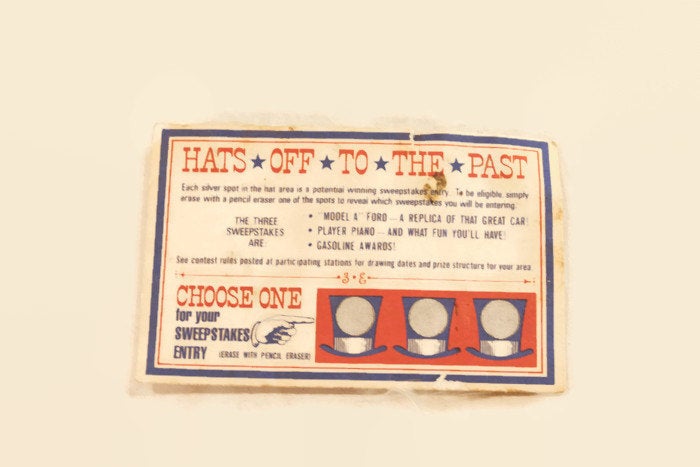 HATS ★ OFF ★ TO ★ THE ★ PAST
Each silver spot in the hat area is a potential winning sweepstakes entry. To be eligible, simply
erase with a pencil eraser one of the spots to reveal which sweepstakes you will be entering.
THE THREE
SWEEPSTAKES
ARE:
• "MODEL A" FORD — A REPLICA OF THAT GREAT CAR!
• PLAYER PIANO — AND WHAT FUN YOU'LL HAVE!
• GASOLINE AWARDS!
See contest rules posted at participating stations for drawing dates and prize structure for your area.
CHOOSE ONE
for your
SWEEPSTAKES
ENTRY (ERASE WITH PENCIL ERASER)